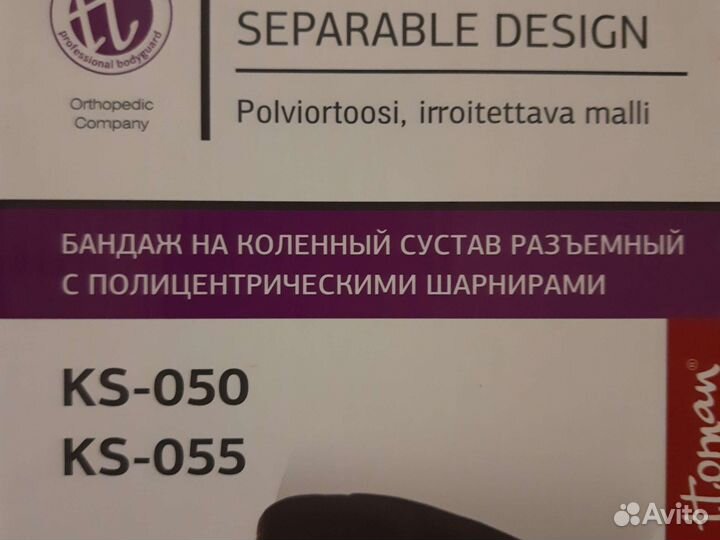 professional bodyguard
Orthopedic
Company
SEPARABLE DESIGN
Polviortoosi, irroitettava malli
БАНДАЖ НА КОЛЕННЫЙ СУСТАВ РАЗЪЕМНЫЙ
С ПОЛИЦЕНТРИЧЕСКИМИ ШАРНИРАМИ
KS-050
KS-055
ttoman®
Avito